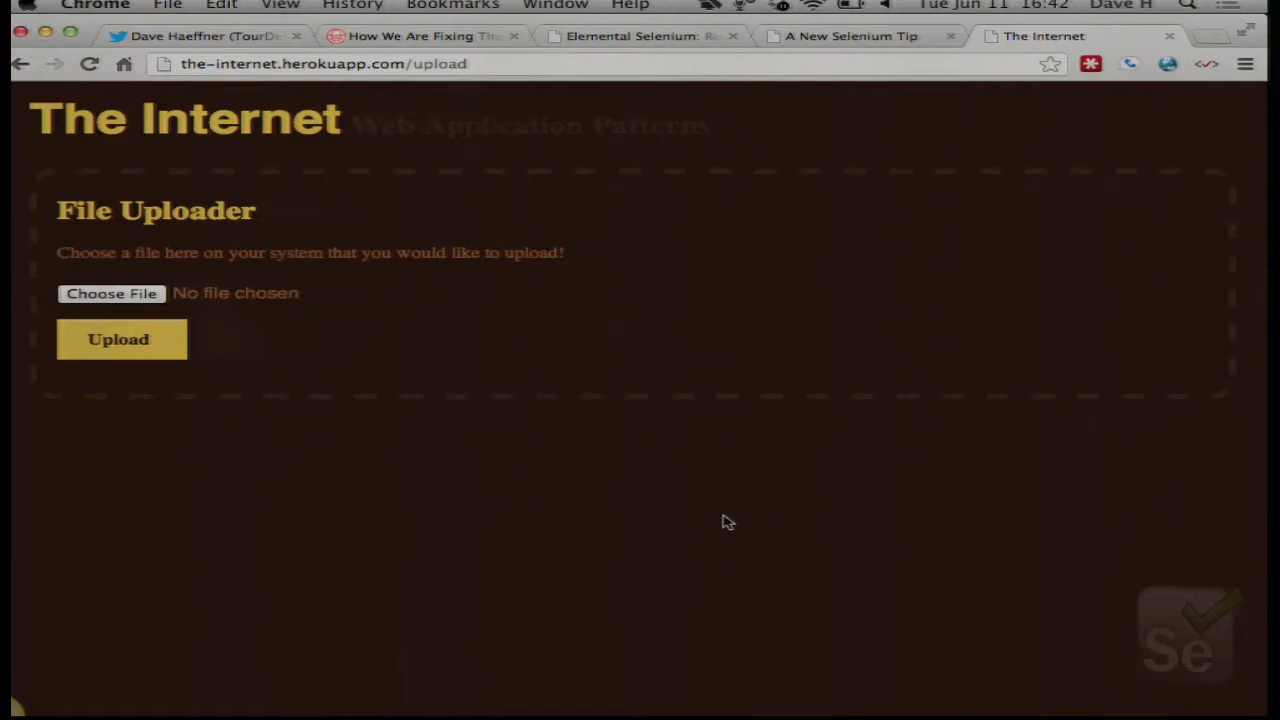 Chrome File Edit View History Bookmarks Window Help Tue Jun 11 16:42 Dave H
Dave Haeffner (TourDe
How We Are Fixing The
Elemental Selenium: Re
A New Selenium Tip
The Internet
the-internet.herokuapp.com/upload
The Internet
Web Application Patterns
File Uploader
Choose a file here on your system that you would like to upload!
Choose File No file chosen
Upload
Se